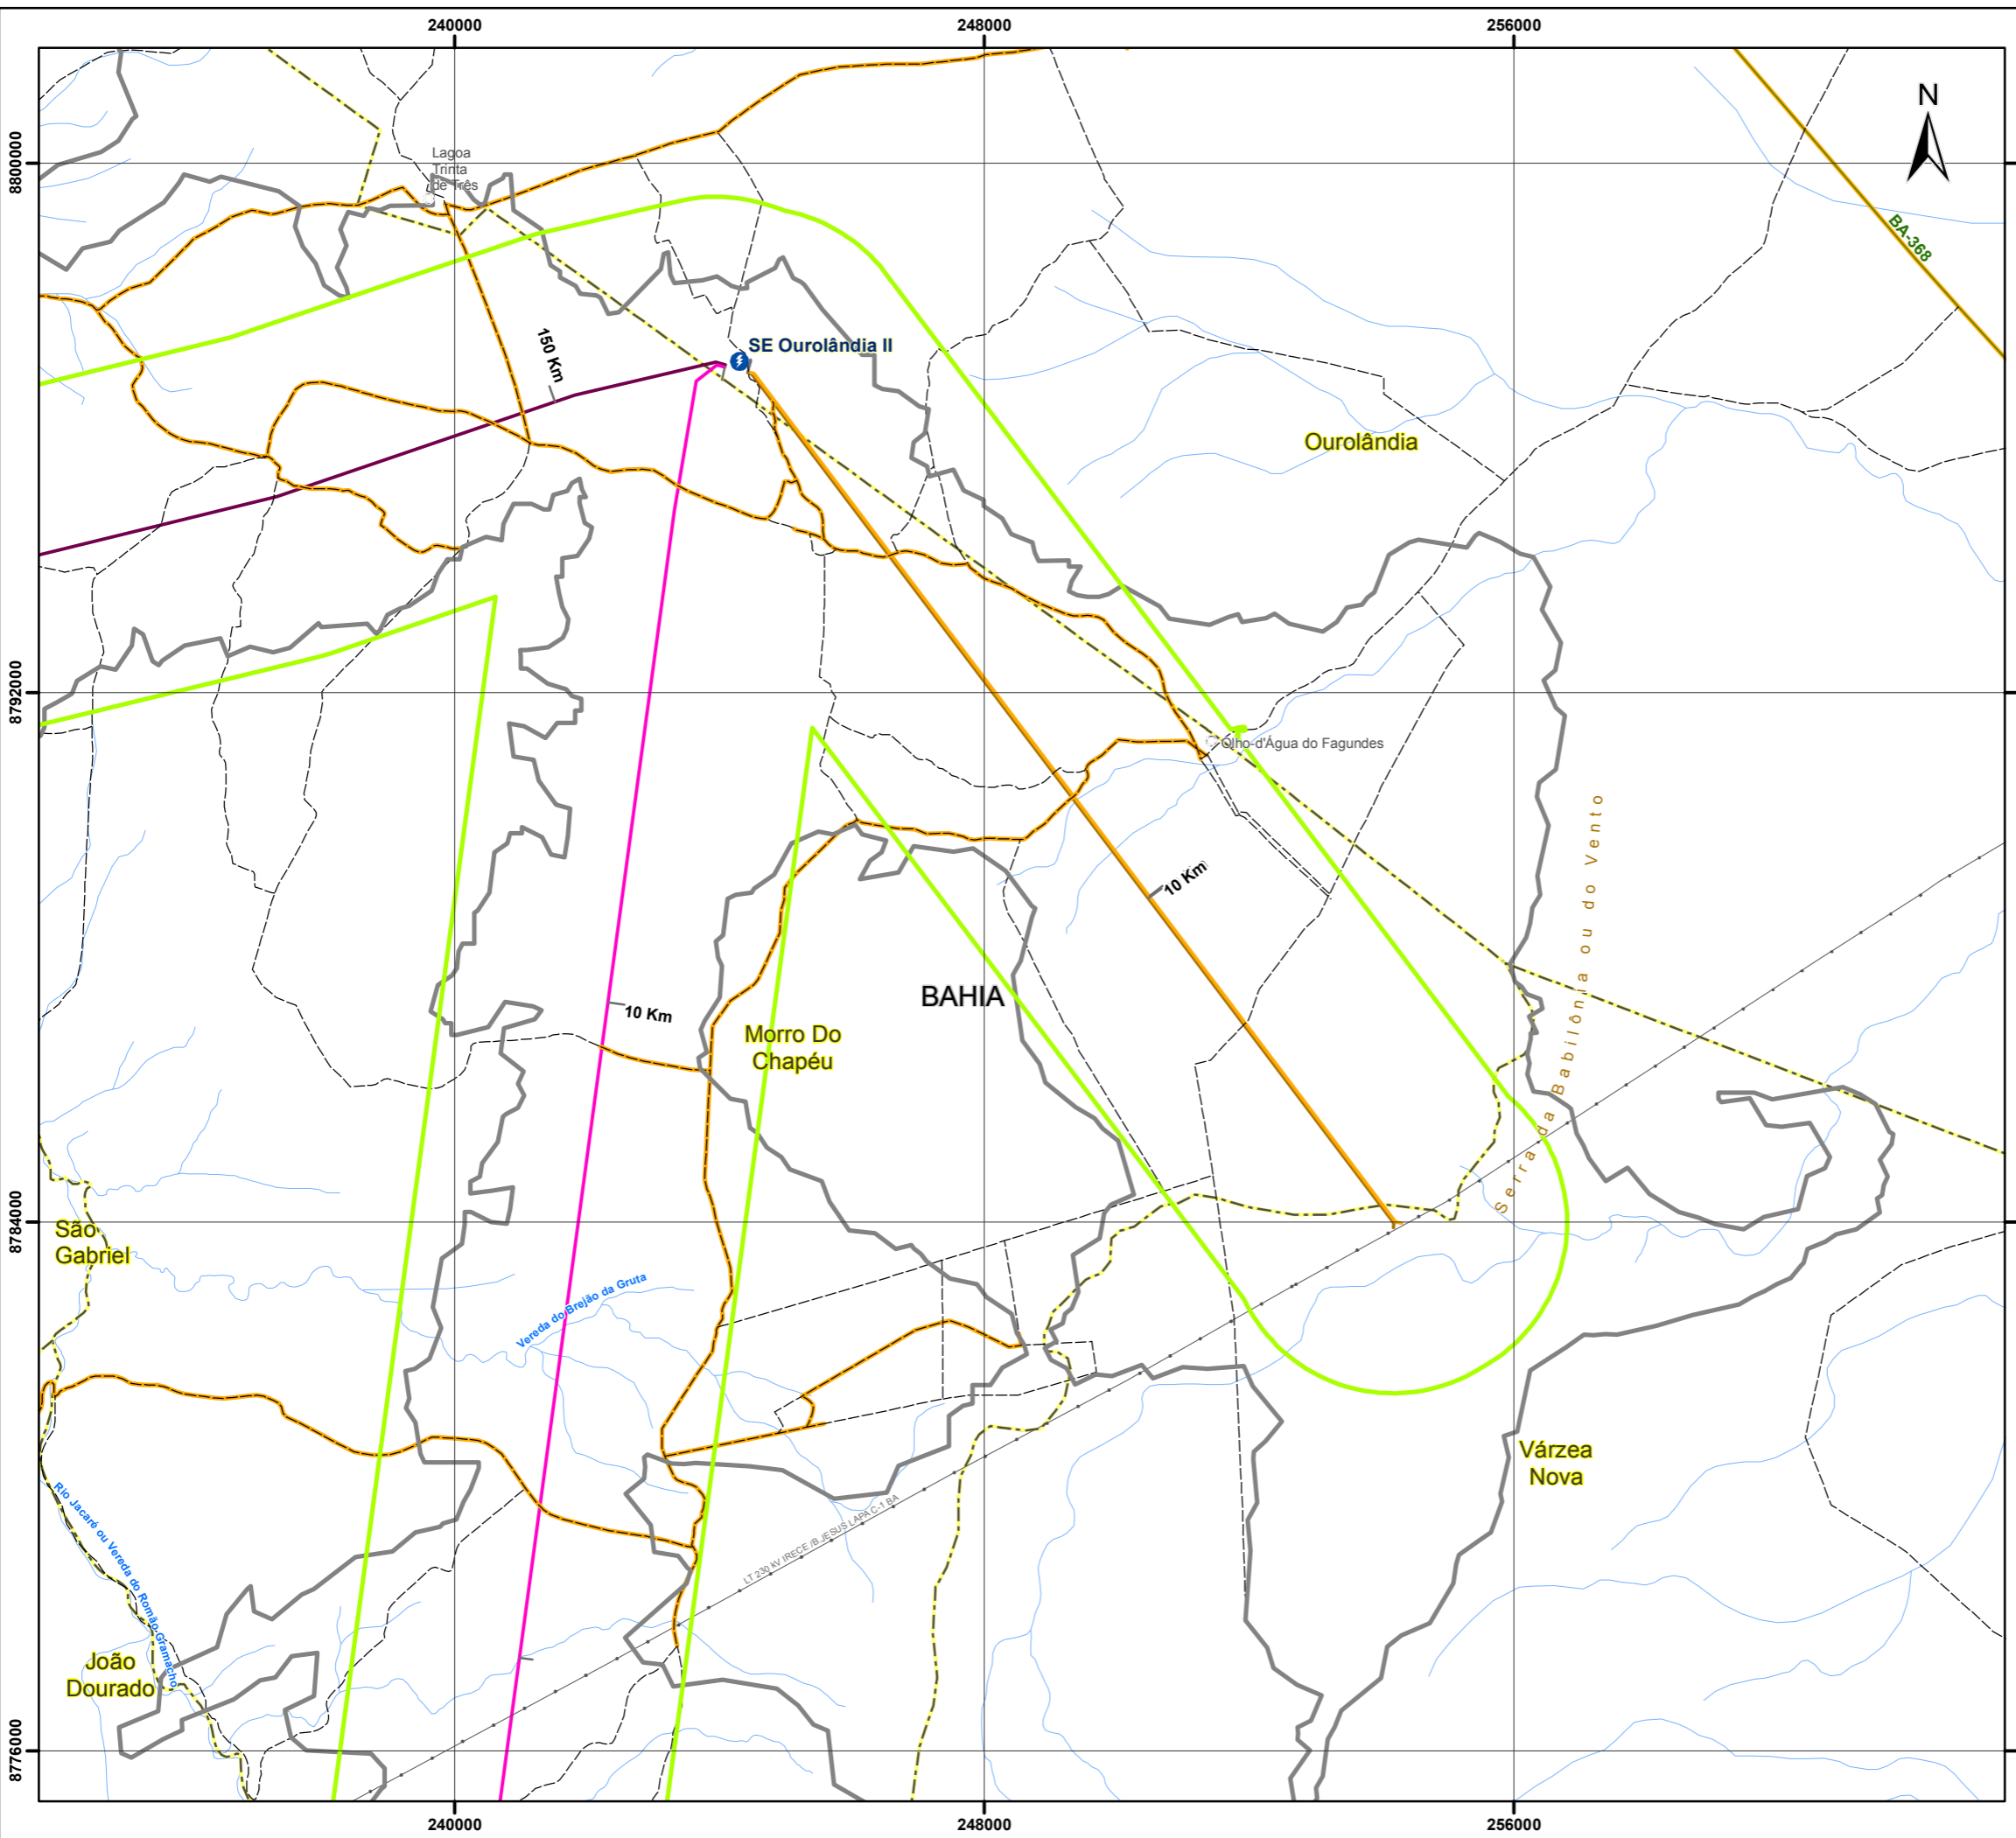 240000
248000
256000
8800000
N
Lagoa
Trinta
de Três
BA-368
150 Km
SE Ourolândia II
Ourolândia
8792000
Olho-d'Água do Fagundes
Serra da Babilônia ou do Vento
10 Km
BAHIA
10 Km
Morro Do
Chapéu
8784000
São
Gabriel
Vereda do Brejão da Gruta
Várzea
Nova
Rio Jacaré ou Vereda do Romão Gramacho
LT 230 kV IRECE /B.JESUS LAPA C-1 BA
João
Dourado
8776000
240000
248000
256000